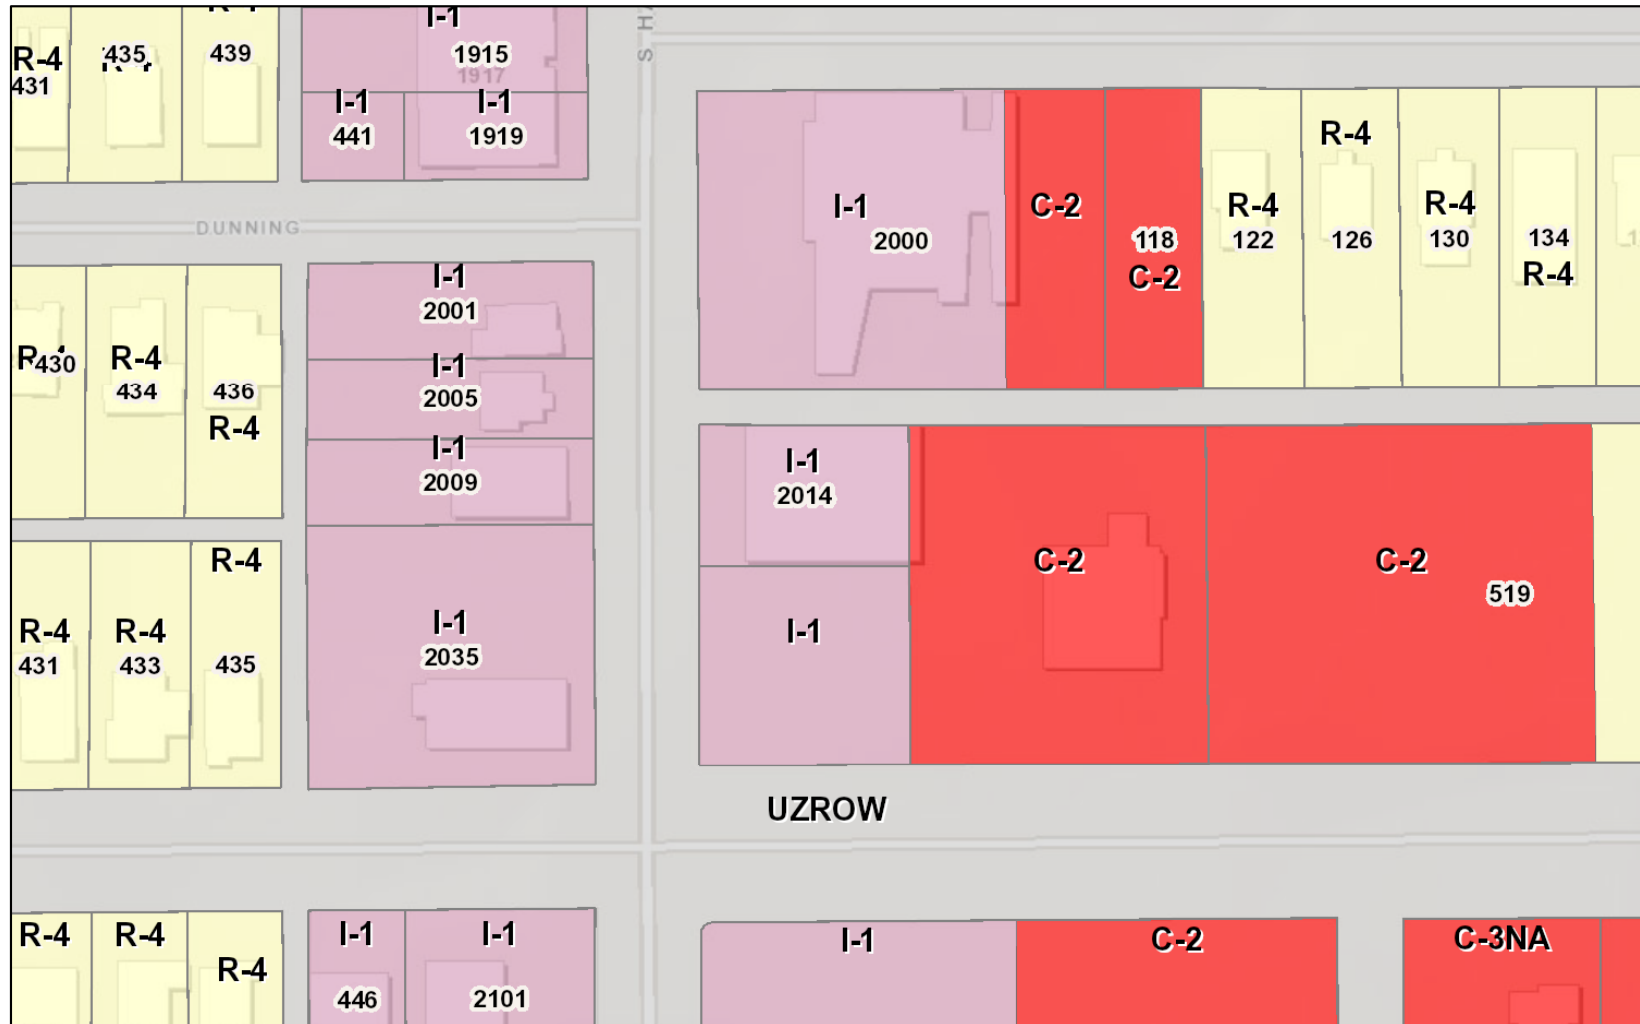 I-1
R-4
431
435
439
1915
1917
I-1
441
I-1
1919
S H
DUNNING
I-1
2000
C-2
118
C-2
R-4
122
R-4
126
R-4
130
134
R-4
I-1
2001
I-1
2005
I-1
2009
430
R-4
434
436
R-4
I-1
2014
I-1
C-2
C-2
519
R-4
R-4
431
R-4
433
435
I-1
2035
UZROW
R-4
R-4
R-4
I-1
446
I-1
2101
I-1
C-2
C-3NA